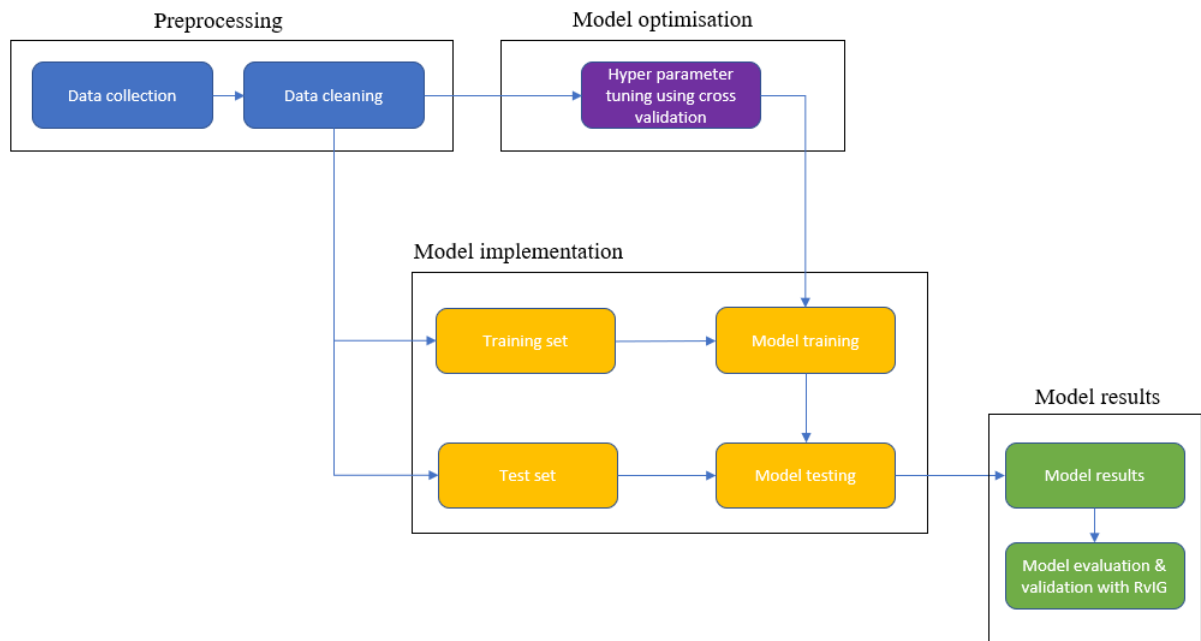 Preprocessing
Data collection
Data cleaning
Model optimisation
Hyper parameter
tuning using cross
validation
Model implementation
Training set
Model training
Test set
Model testing
Model results
Model results
Model evaluation &
validation with RvIG